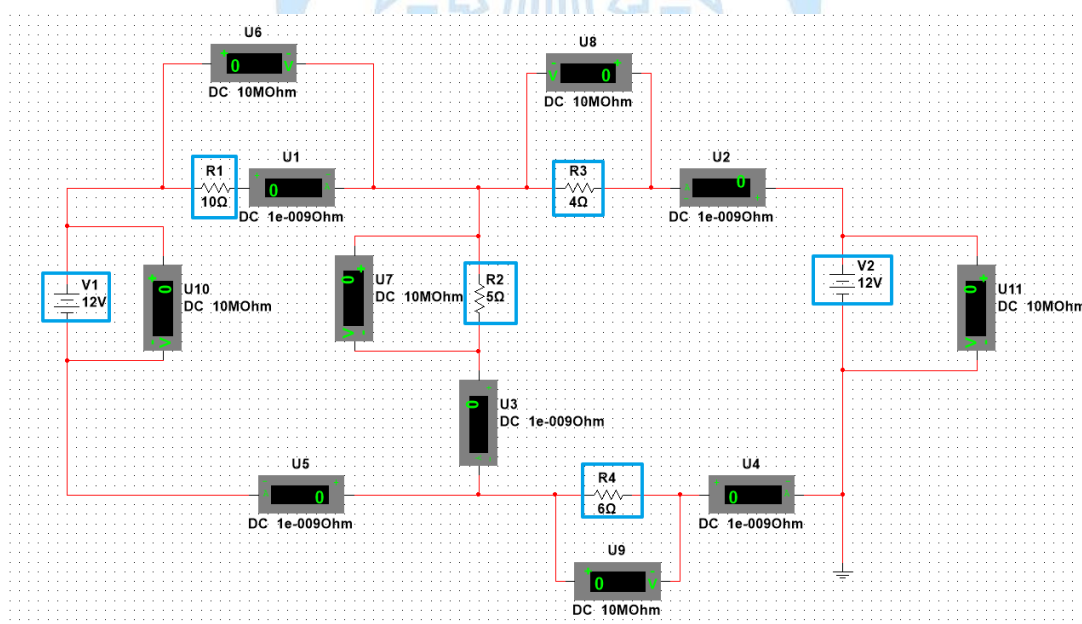 U6
0 V
DC 10MOhm
U8
V 0
DC 10MOhm
R1
10Ω
U1
0
DC 1e-009Ohm
R3
4Ω
U2
0
DC 1e-009Ohm
V1
12V
0
V
U10
DC 10MOhm
0
V
U7
DC 10MOhm
R2
5Ω
V2
12V
0
V
U11
DC 10MOhm
0
U3
DC 1e-009Ohm
U5
0
DC 1e-009Ohm
R4
6Ω
U4
0
DC 1e-009Ohm
U9
0 V
DC 10MOhm